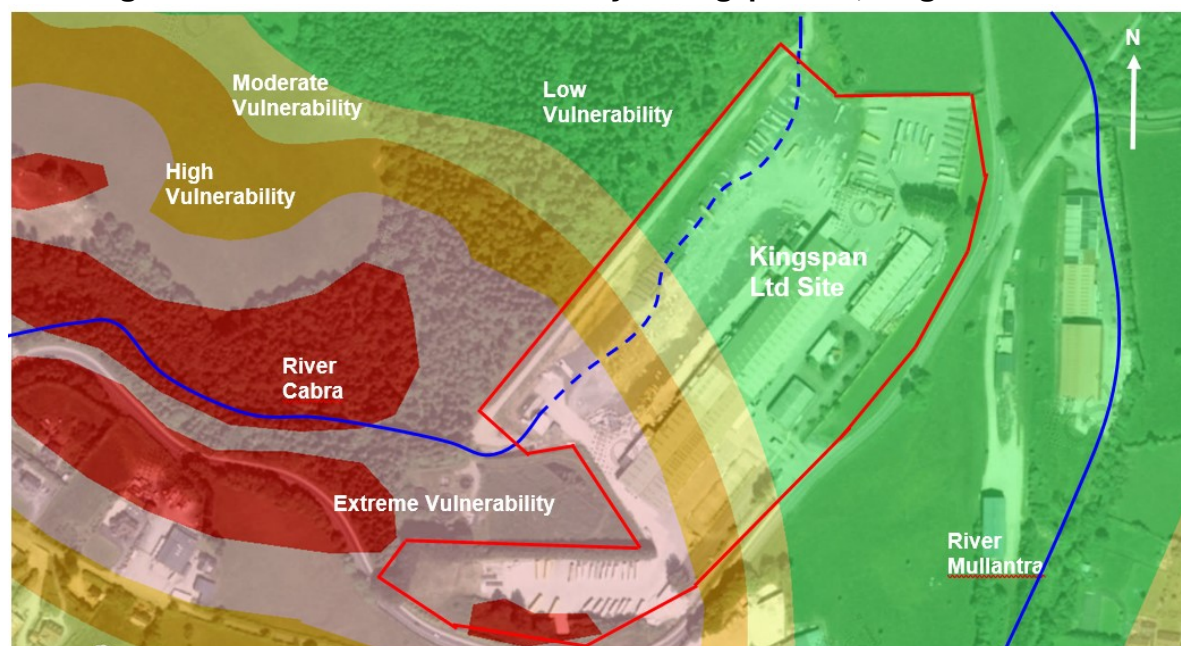 Moderate
Vulnerability
Low
Vulnerability
N
High
Vulnerability
Kingspan
Ltd Site
River
Cabra
Extreme Vulnerability
River
Mullantra